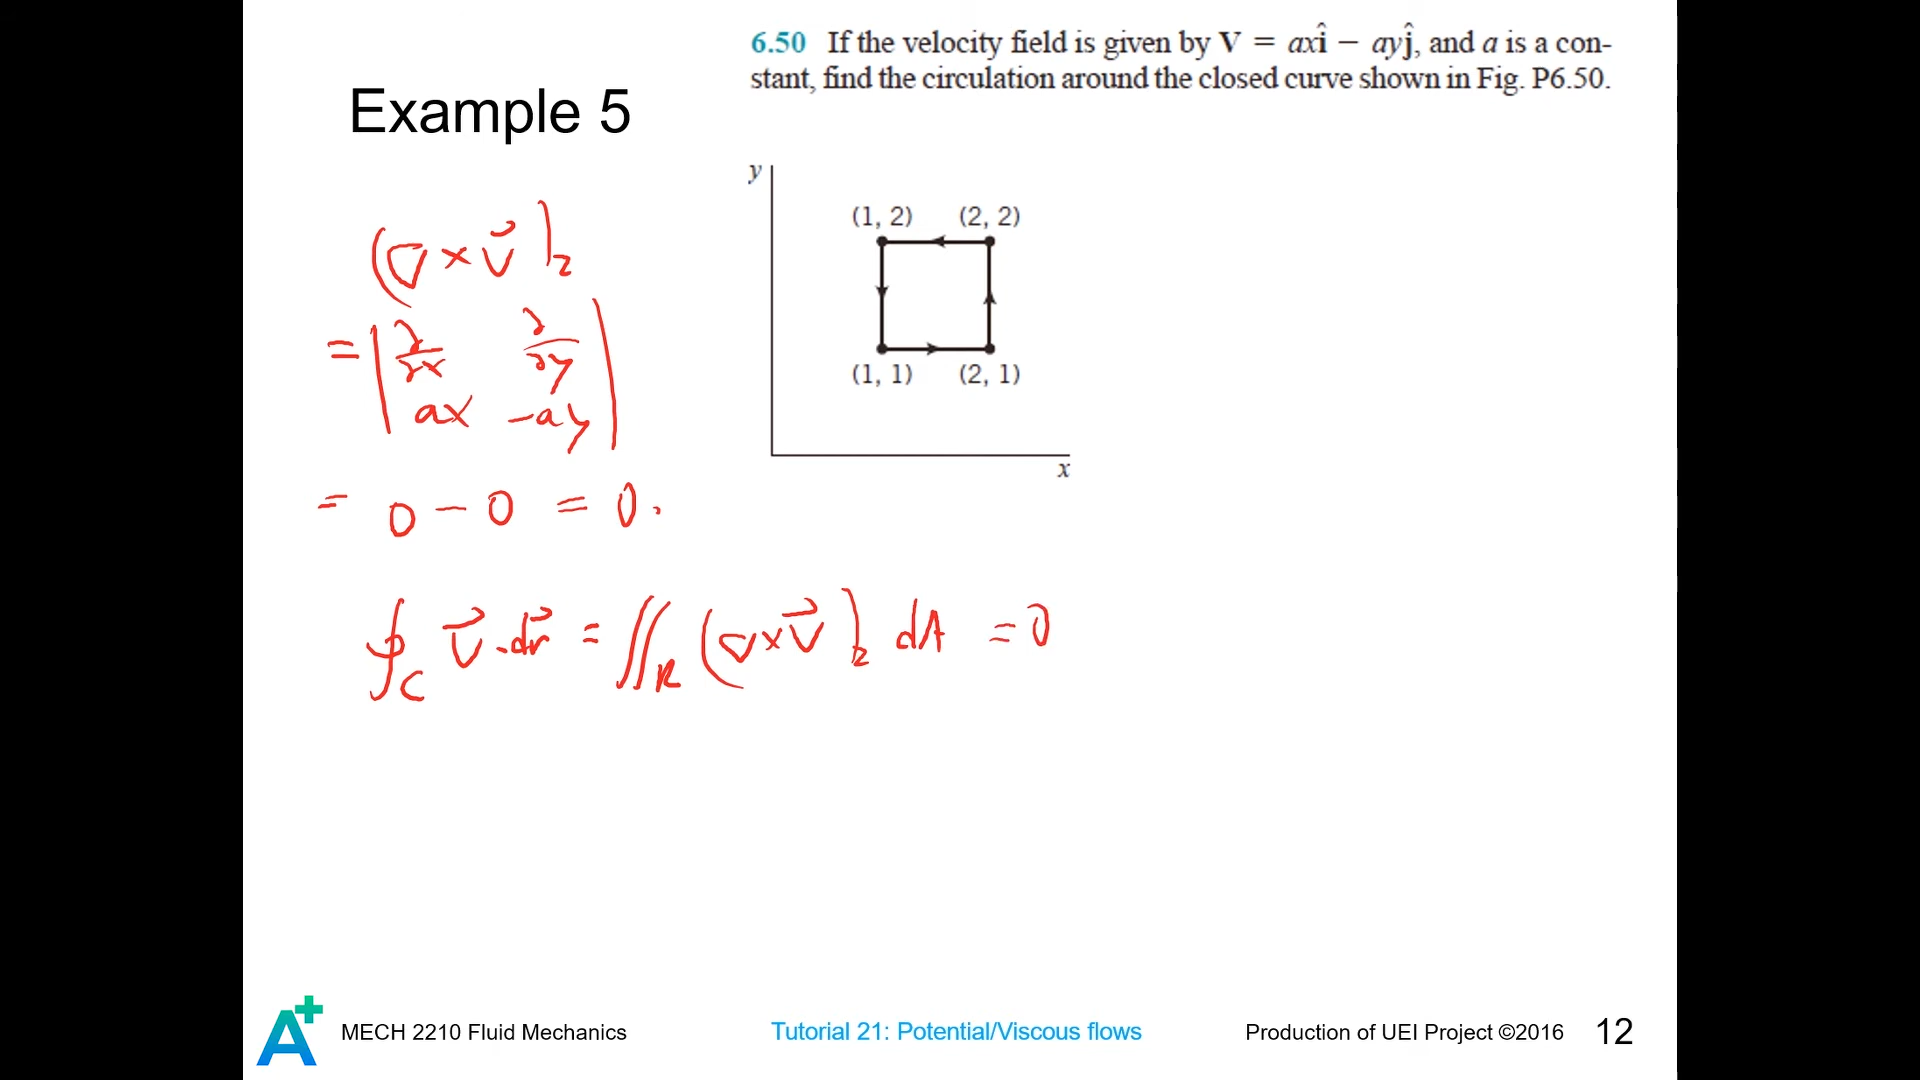 6.50 If the velocity field is given by V = axî − ayĵ, and a is a con-
stant, find the circulation around the closed curve shown in Fig. P6.50.
Example 5
y
(1, 2) (2, 2)
(1, 1) (2, 1)
x
(∇ × V⃗)z
= | ∂/∂x ∂/∂y |
ax −ay
= 0 − 0 = 0.
∮C V⃗ · dr⃗ = ∬R (∇×V⃗)z dA = 0
A+ MECH 2210 Fluid Mechanics Tutorial 21: Potential/Viscous flows Production of UEI Project ©2016 12